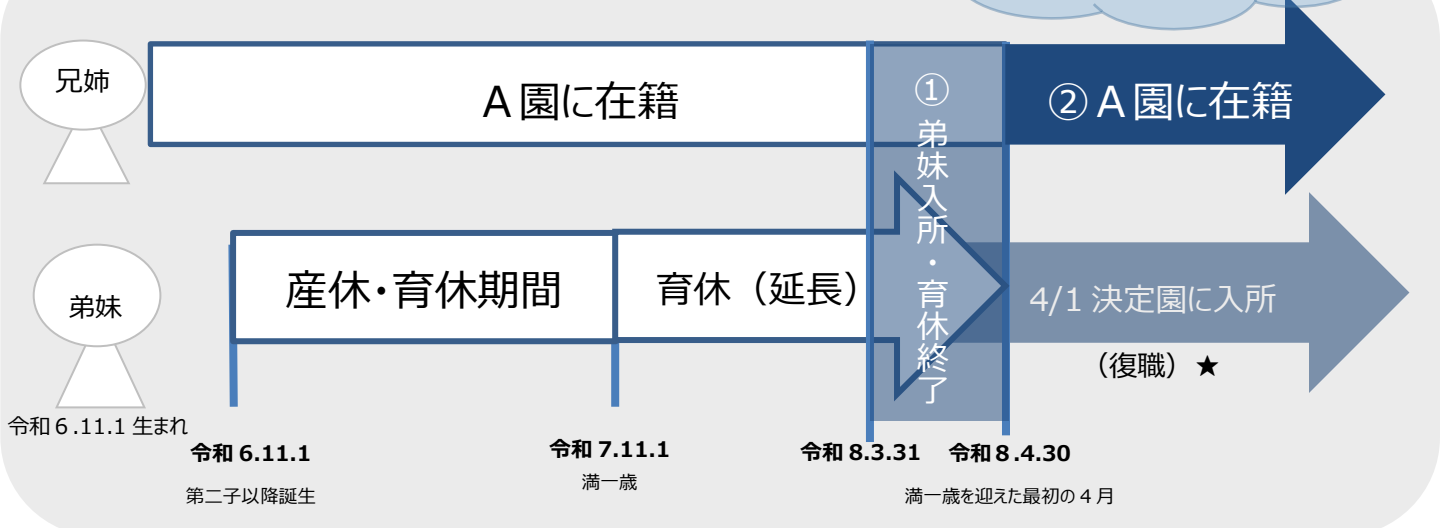 兄姉
A園に在籍
① 弟妹入所・育休終了
② A園に在籍
弟妹
産休・育休期間
育休（延長）
4/1 決定園に入所
（復職）★
令和６.11.1 生まれ
令和 6.11.1
令和 7.11.1
令和 8.3.31
令和８.4.30
第二子以降誕生
満一歳
満一歳を迎えた最初の４月